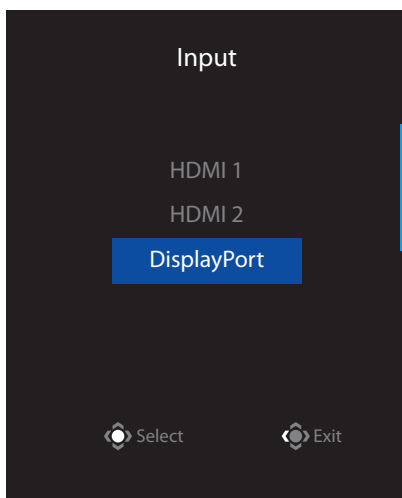 Input
HDMI 1
HDMI 2
DisplayPort
Select Exit